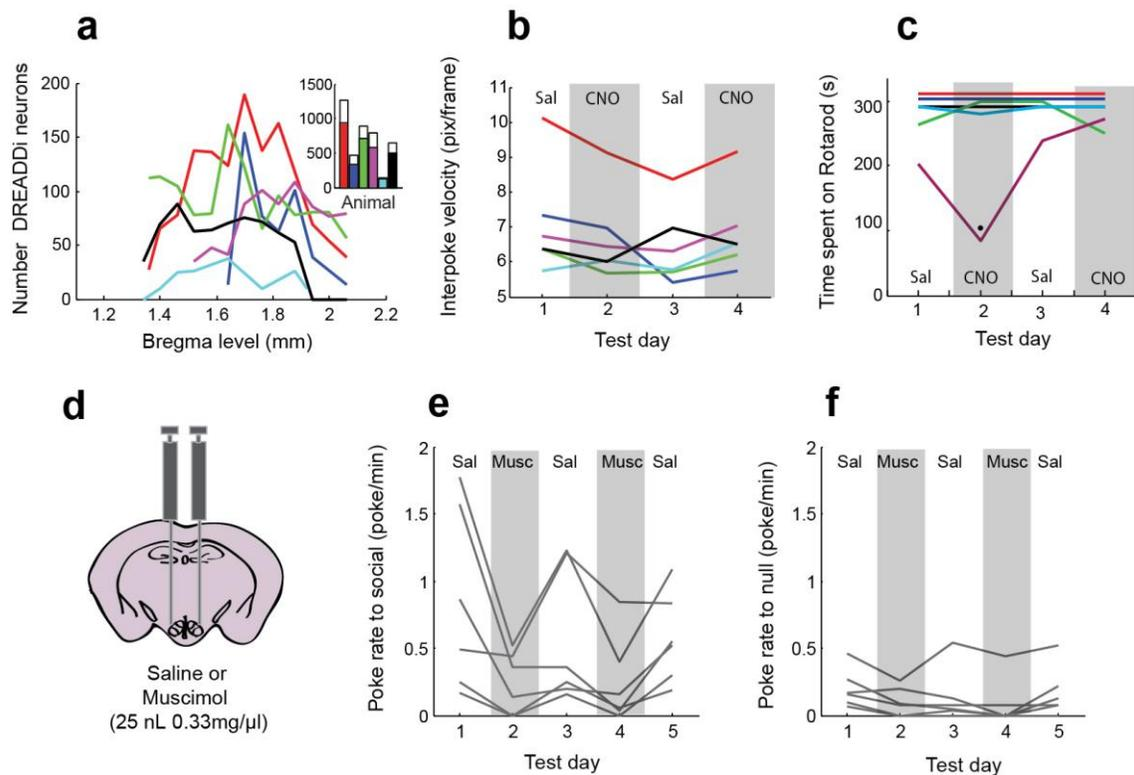 a
Number DREADDi neurons
200
150
100
50
0
1.2
1.4
1.6
1.8
2
2.2
Bregma level (mm)
1500
1000
500
0
Animal
b
Interpoke velocity (pix/frame)
11
10
9
8
7
6
5
Sal
CNO
Sal
CNO
1
2
3
4
Test day
c
Time spent on Rotarod (s)
300
200
100
0
Sal
CNO
Sal
CNO
1
2
3
4
Test day
d
Saline or
Muscimol
(25 nL 0.33mg/µl)
e
Poke rate to social (poke/min)
2
1.5
1
0.5
0
Sal
Musc
Sal
Musc
Sal
1
2
3
4
5
Test day
f
Poke rate to null (poke/min)
2
1.5
1
0.5
0
Sal
Musc
Sal
Musc
Sal
1
2
3
4
5
Test day